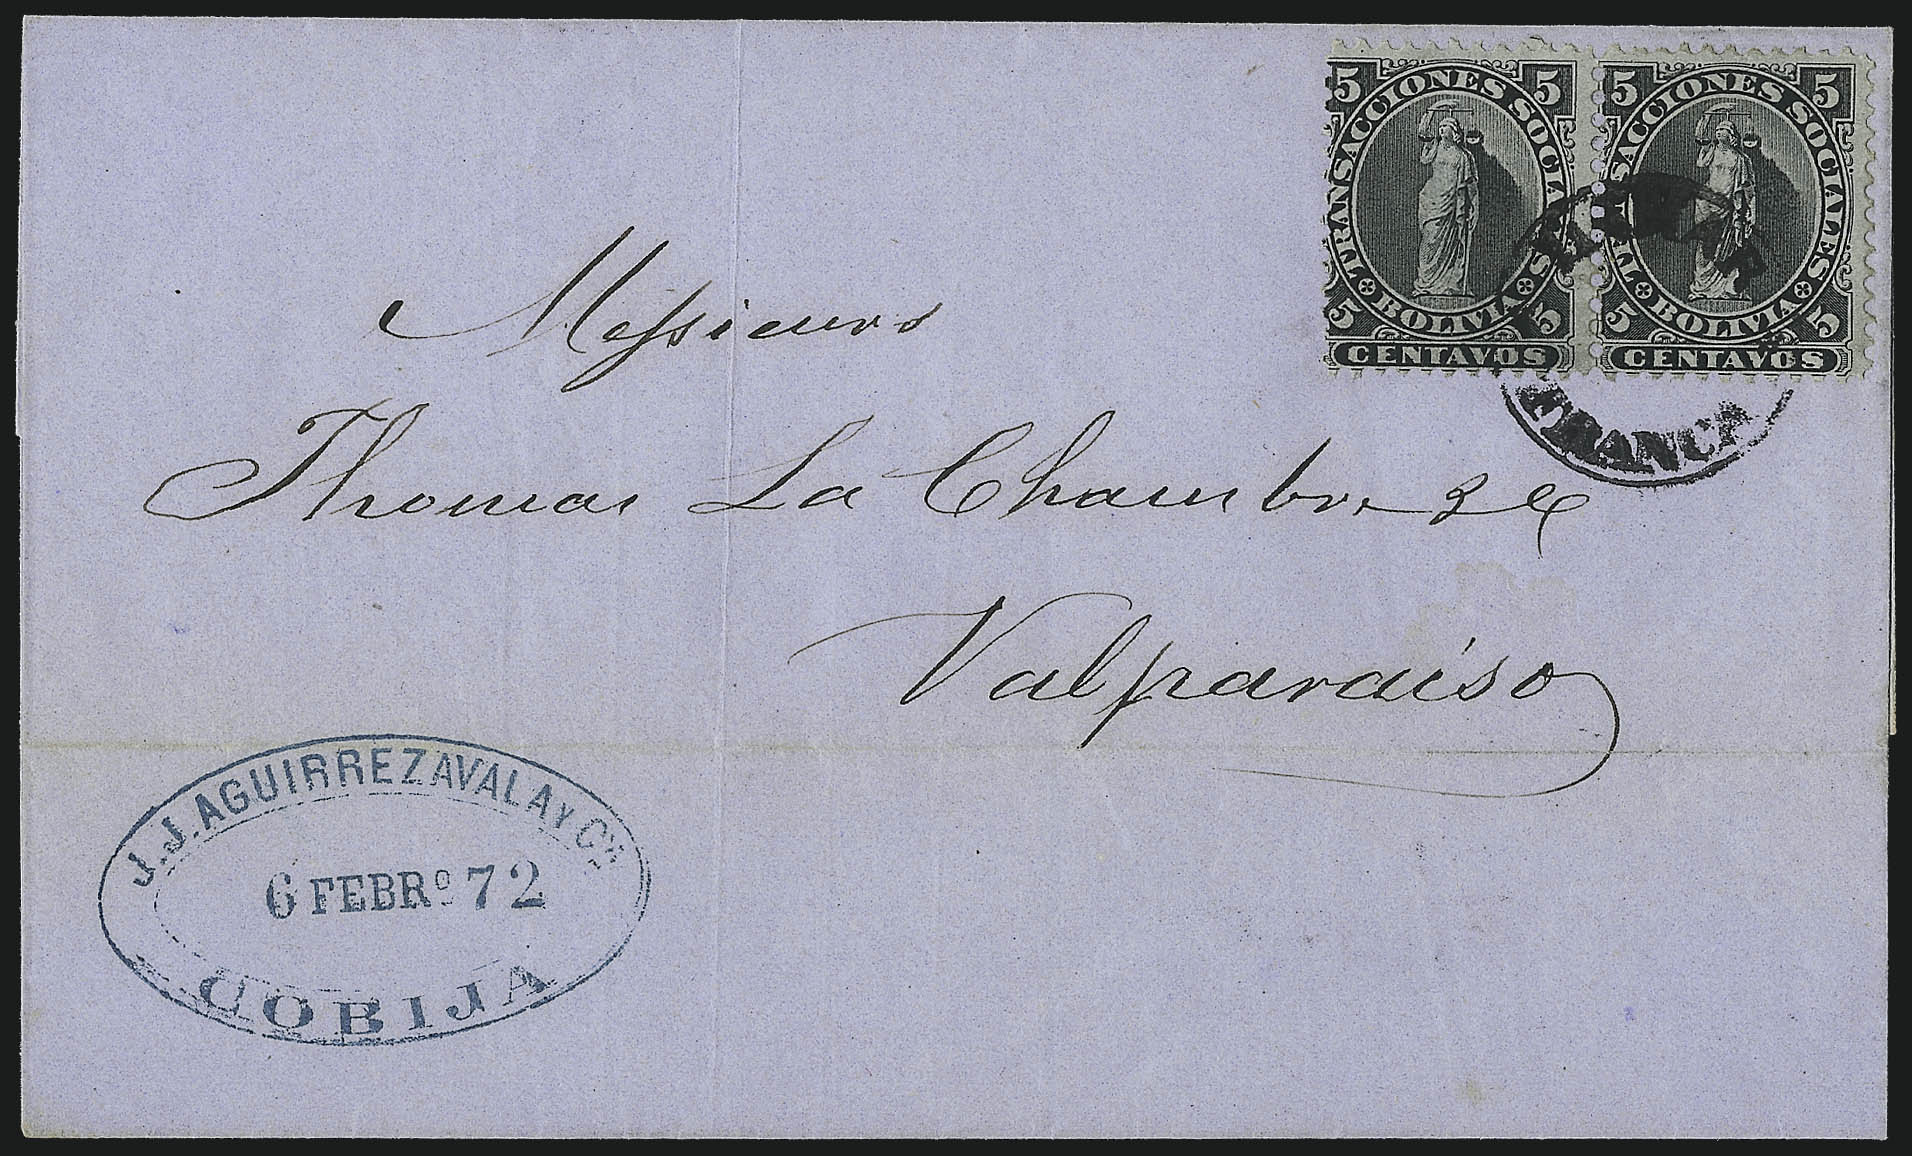 5 5
TRANSACCIONES SOCIALES
BOLIVIA
5 5
CENTAVOS
5 5
TRANSACCIONES SOCIALES
BOLIVIA
5 5
CENTAVOS
FRANCA
Messieurs
Thomas La Chambre & Cº
Valparaiso
J. J. AGUIRREZAVALA Y Cª
6 FEBRº 72
COBIJA